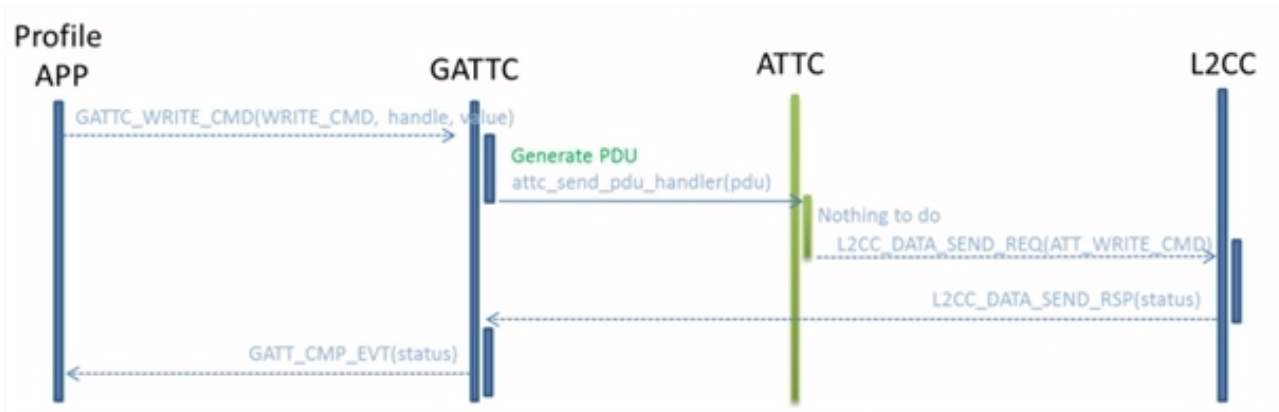 Profile
APP
GATTC
ATTC
L2CC
GATTC_WRITE_CMD(WRITE_CMD, handle, value)
Generate PDU
attc_send_pdu_handler(pdu)
Nothing to do
L2CC_DATA_SEND_REQ(ATT_WRITE_CMD)
L2CC_DATA_SEND_RSP(status)
GATT_CMP_EVT(status)